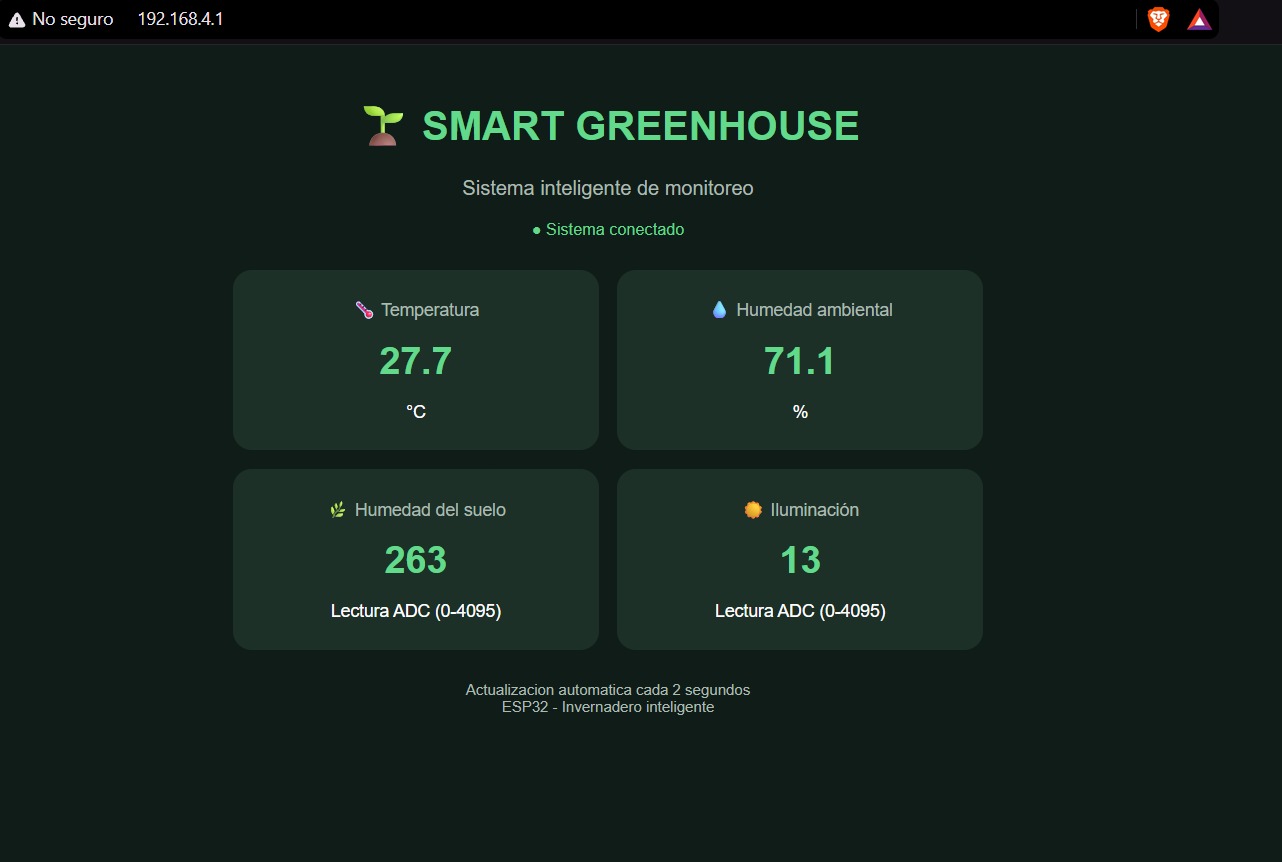 No seguro 192.168.4.1
SMART GREENHOUSE
Sistema inteligente de monitoreo
● Sistema conectado
Temperatura
27.7
°C
Humedad ambiental
71.1
%
Humedad del suelo
263
Lectura ADC (0-4095)
Iluminación
13
Lectura ADC (0-4095)
Actualizacion automatica cada 2 segundos
ESP32 - Invernadero inteligente